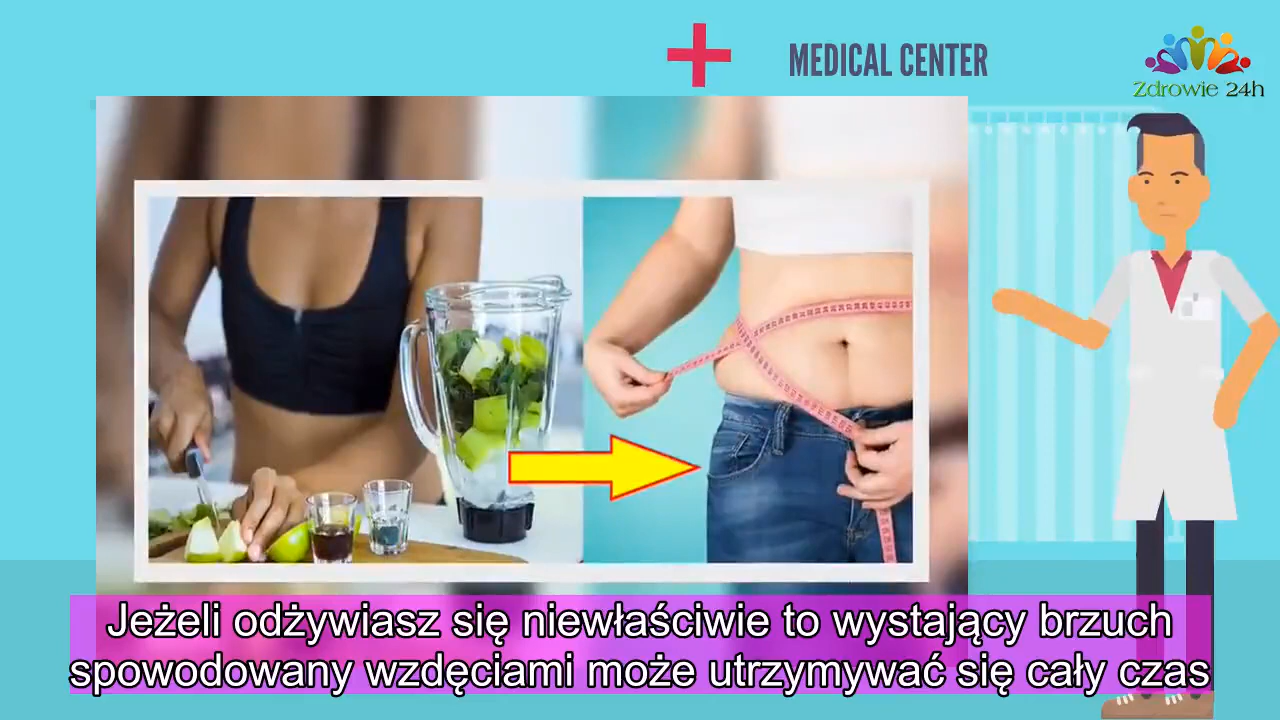 MEDICAL CENTER
Zdrowie 24h
Jeżeli odżywiasz się niewłaściwie to wystający brzuch
spowodowany wzdęciami może utrzymywać się cały czas